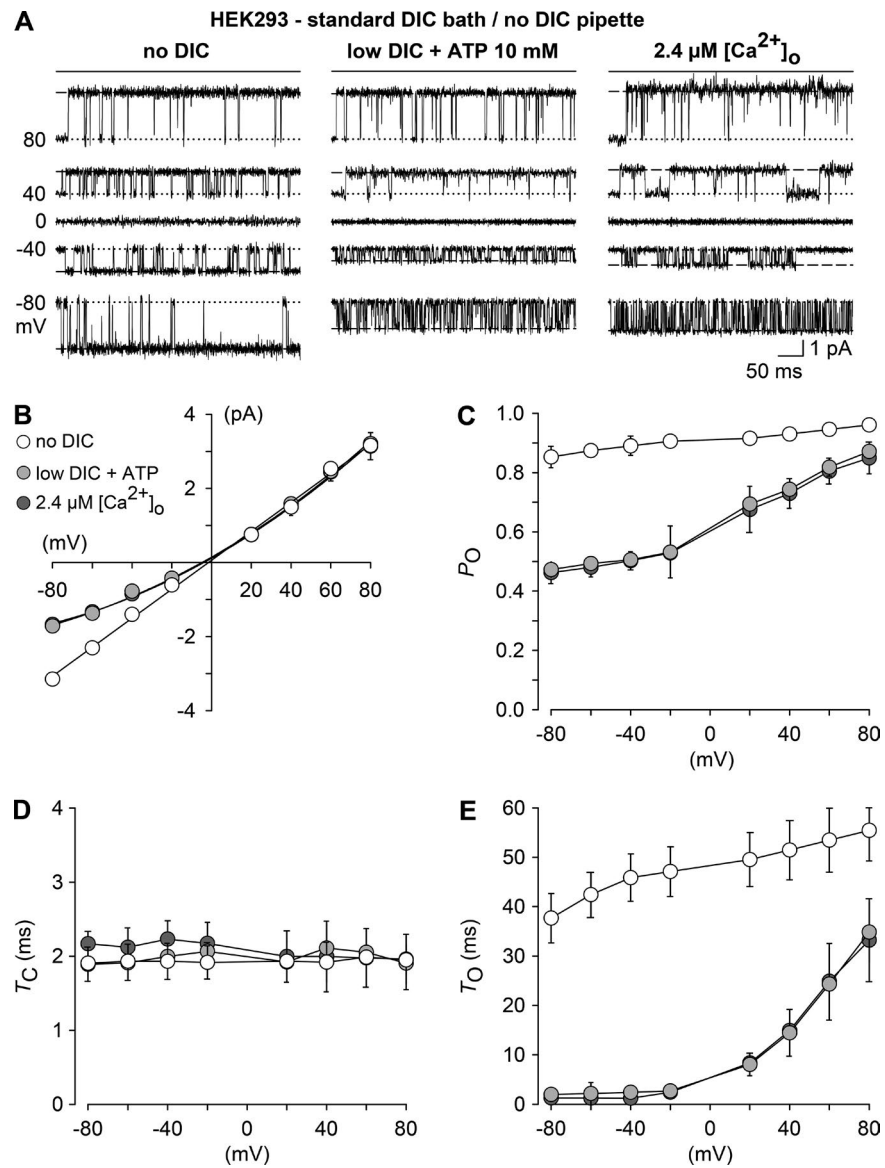 A
HEK293 - standard DIC bath / no DIC pipette
no DIC
low DIC + ATP 10 mM
2.4 µM [Ca2+]o
80
40
0
-40
-80
mV
1 pA
50 ms
B
(pA)
no DIC
low DIC + ATP
2.4 µM [Ca2+]o
(mV)
4
2
-80
-40
20
40
60
80
-2
-4
C
1.0
0.8
0.6
0.4
0.2
0.0
PO
-80
-40
0
40
80
(mV)
D
4
3
2
1
0
TC (ms)
-80
-40
0
40
80
(mV)
E
60
50
40
30
20
10
0
TO (ms)
-80
-40
0
40
80
(mV)